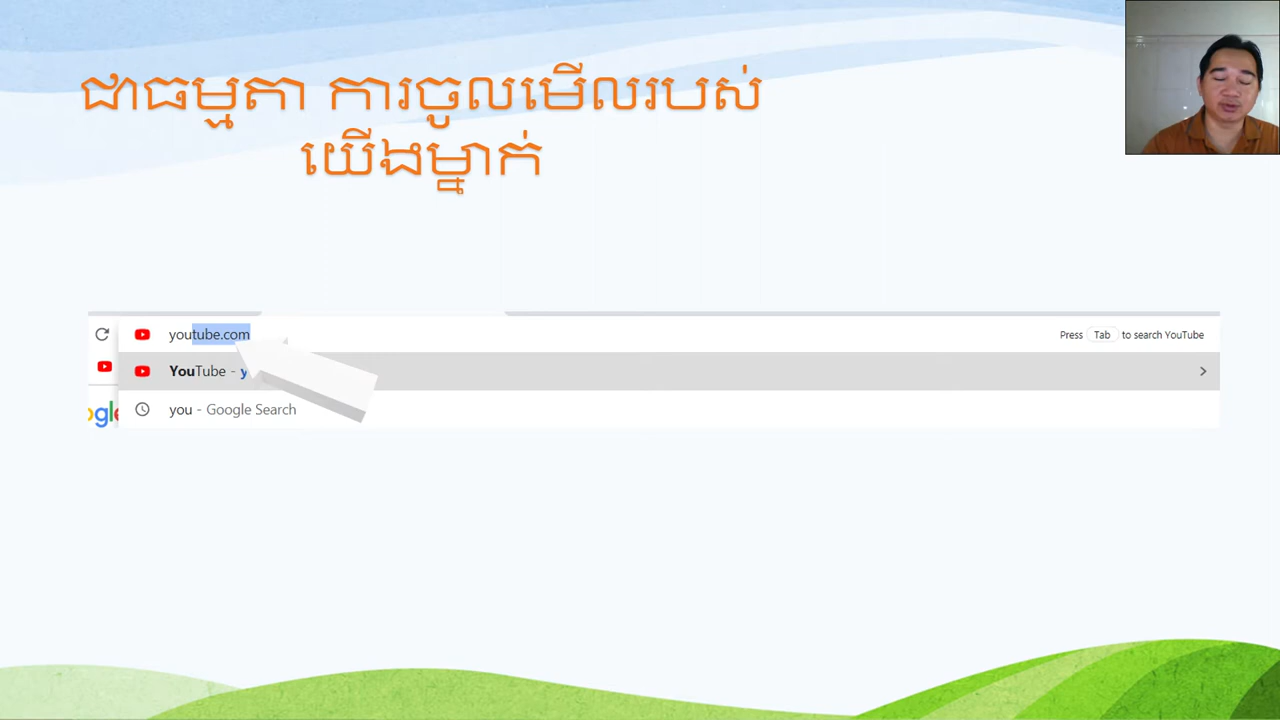 ជាធម្មតា ការចូលមើលរបស់
យើងម្នាក់
youtube.com
Press Tab to search YouTube
YouTube - y
you - Google Search